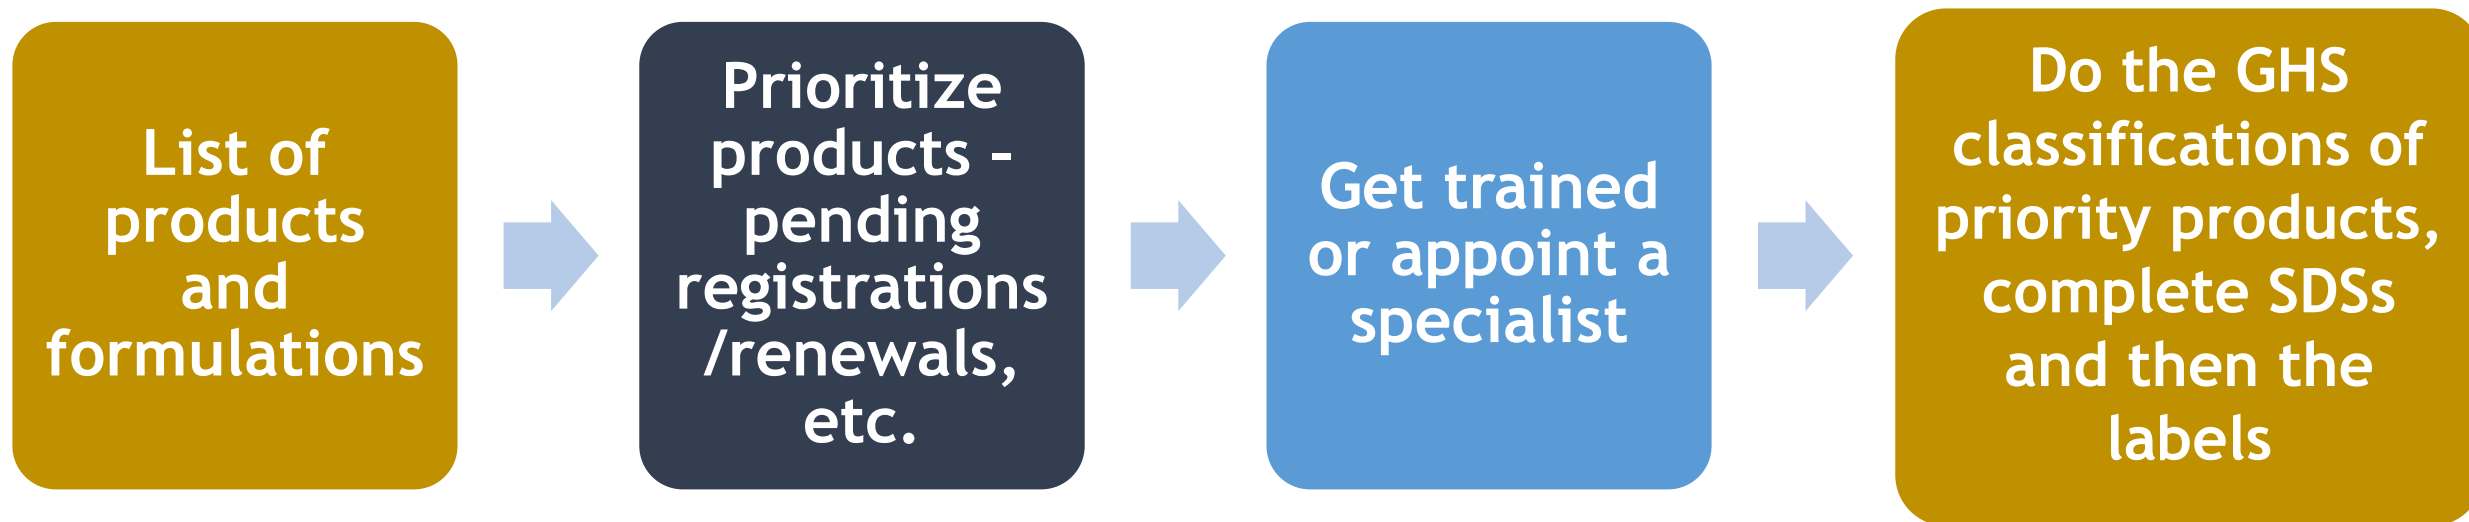 List of
products
and
formulations
Prioritize
products –
pending
registrations
/renewals,
etc.
Get trained
or appoint a
specialist
Do the GHS
classifications of
priority products,
complete SDSs
and then the
labels